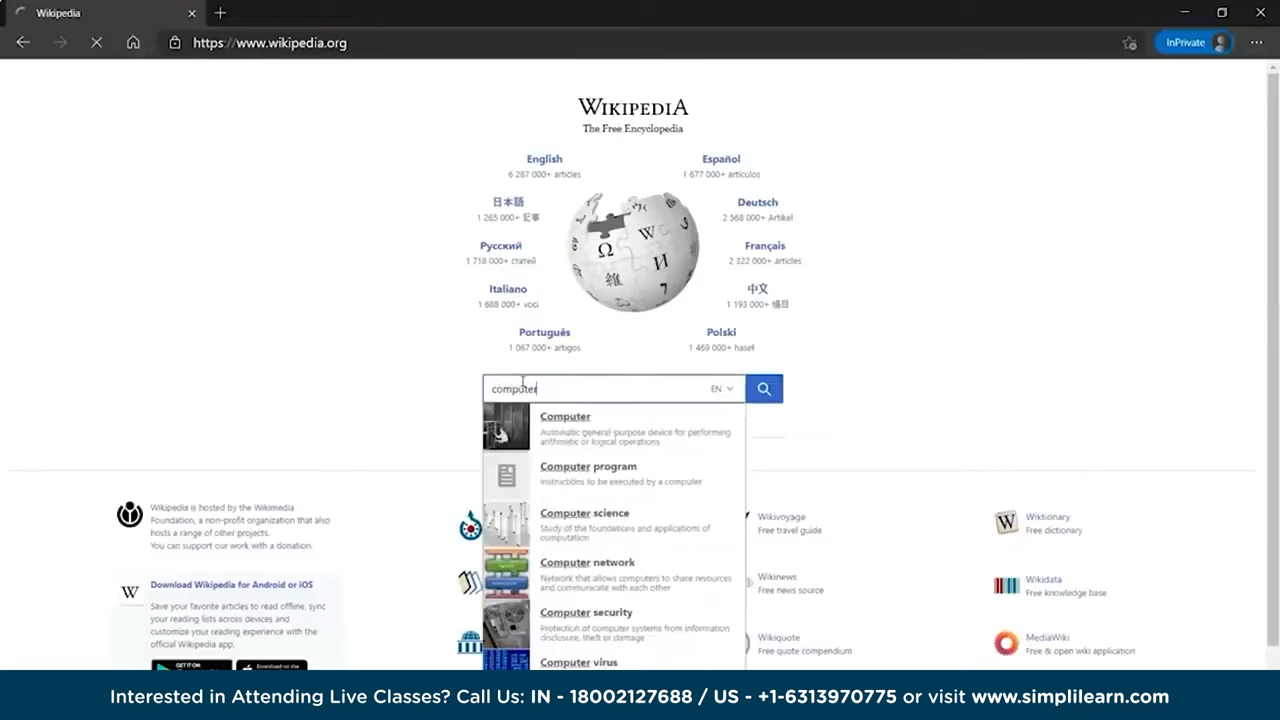 Wikipedia
https://www.wikipedia.org
InPrivate
WIKIPEDIA
The Free Encyclopedia
English
6 287 000+ articles
Español
1 677 000+ artículos
日本語
1 265 000+ 記事
Deutsch
2 568 000+ Artikel
Русский
1 718 000+ статей
Français
2 322 000+ articles
Italiano
1 688 000+ voci
中文
1 193 000+ 條目
Português
1 067 000+ artigos
Polski
1 469 000+ haseł
computer
EN
Computer
Automatic general-purpose device for performing
arithmetic or logical operations
Computer program
Instructions to be executed by a computer
Computer science
Study of the foundations and applications of
computation
Computer network
Network that allows computers to share resources
and communicate with each other
Computer security
Protection of computer systems from information
disclosure, theft or damage
Computer virus
Wikipedia is hosted by the Wikimedia
Foundation, a non-profit organization that also
hosts a range of other projects.
You can support our work with a donation.
Download Wikipedia for Android or iOS
Save your favorite articles to read offline, sync
your reading lists across devices and
customize your reading experience with the
official Wikipedia app.
GET IT ON
Download on the
Wikivoyage
Free travel guide
Wiktionary
Free dictionary
Wikinews
Free news source
Wikidata
Free knowledge base
Wikiquote
Free quote compendium
MediaWiki
Free & open wiki application
Interested in Attending Live Classes? Call Us: IN - 18002127688 / US - +1-6313970775 or visit www.simplilearn.com